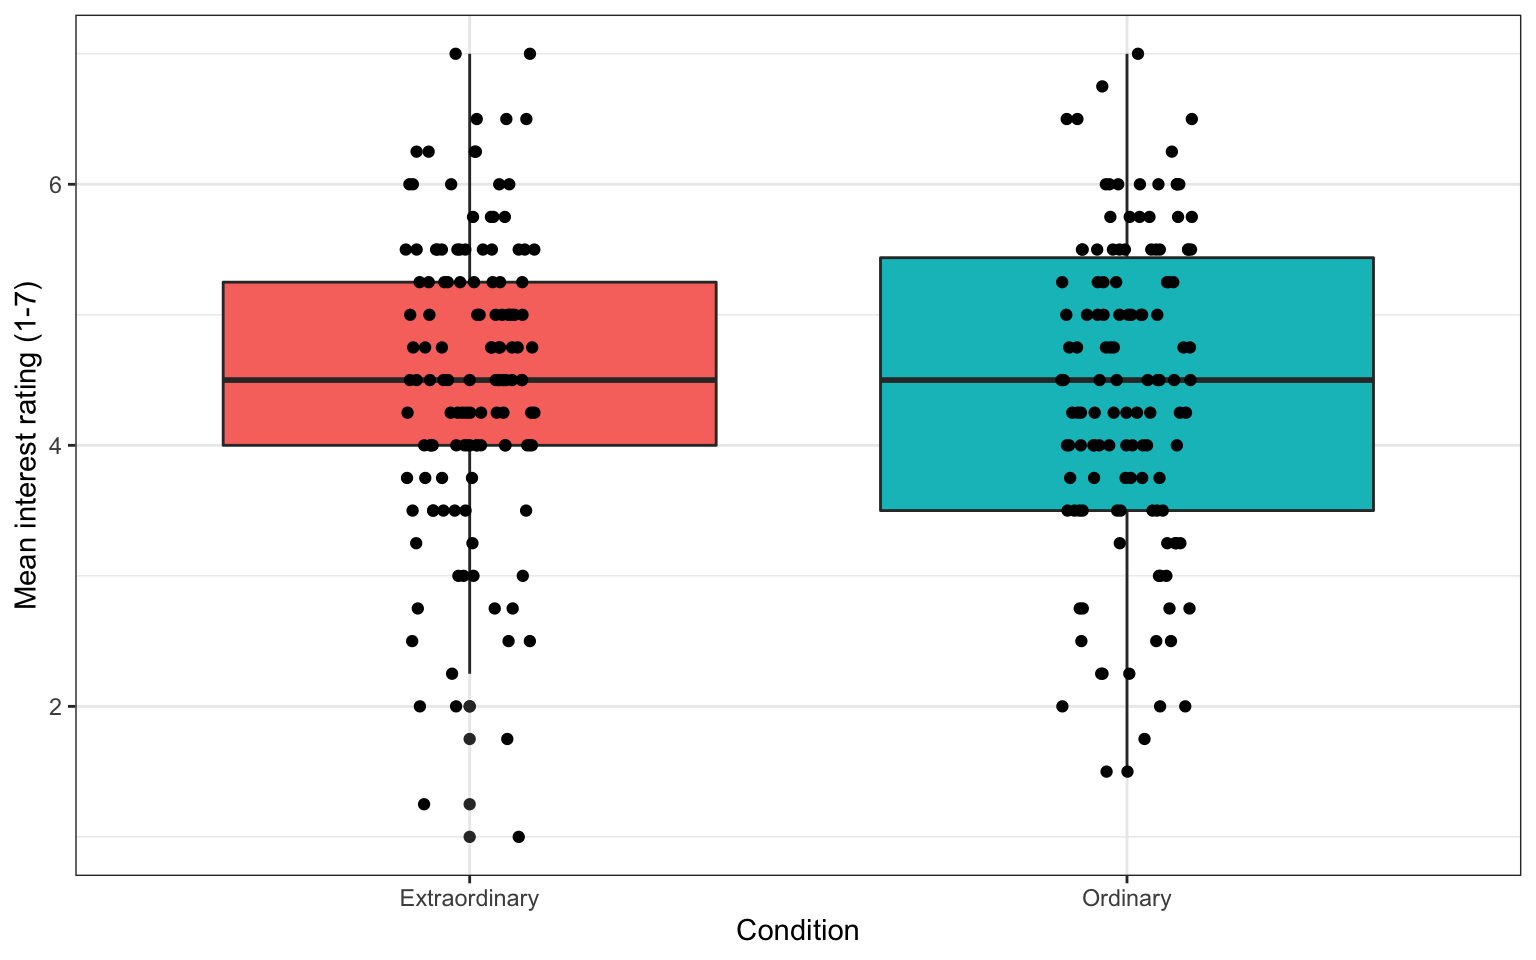 Mean interest rating (1-7)
6
4
2
Extraordinary
Ordinary
Condition